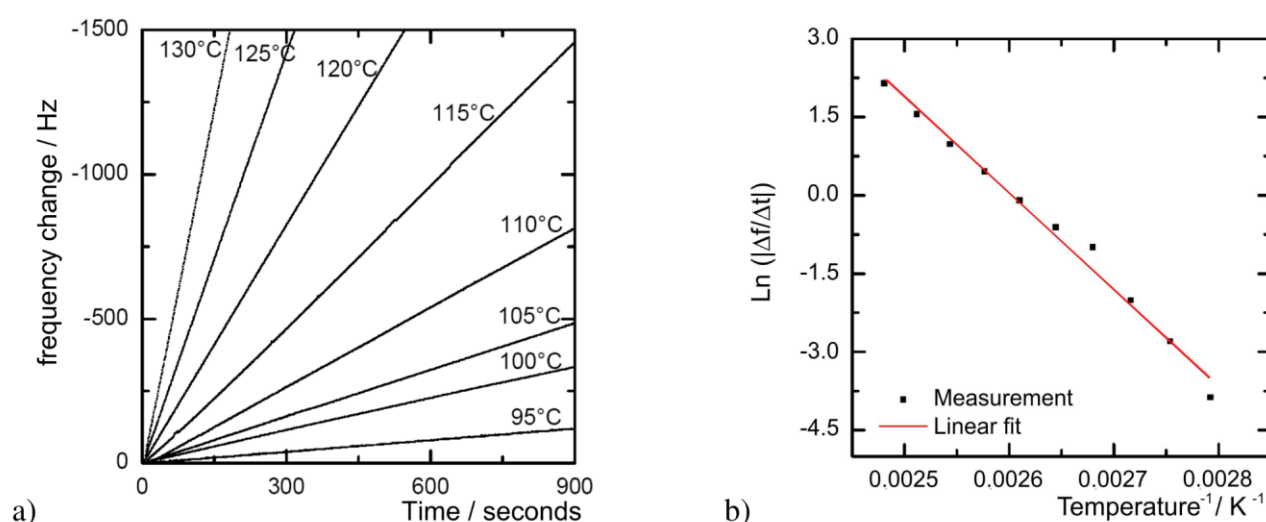 frequency change / Hz
-1500
-1000
-500
0
0
300
600
900
Time / seconds
130°C
125°C
120°C
115°C
110°C
105°C
100°C
95°C
a)
Ln (|Δf/Δt|)
3.0
1.5
0.0
-1.5
-3.0
-4.5
0.0025
0.0026
0.0027
0.0028
Temperature⁻¹/ K⁻¹
Measurement
Linear fit
b)